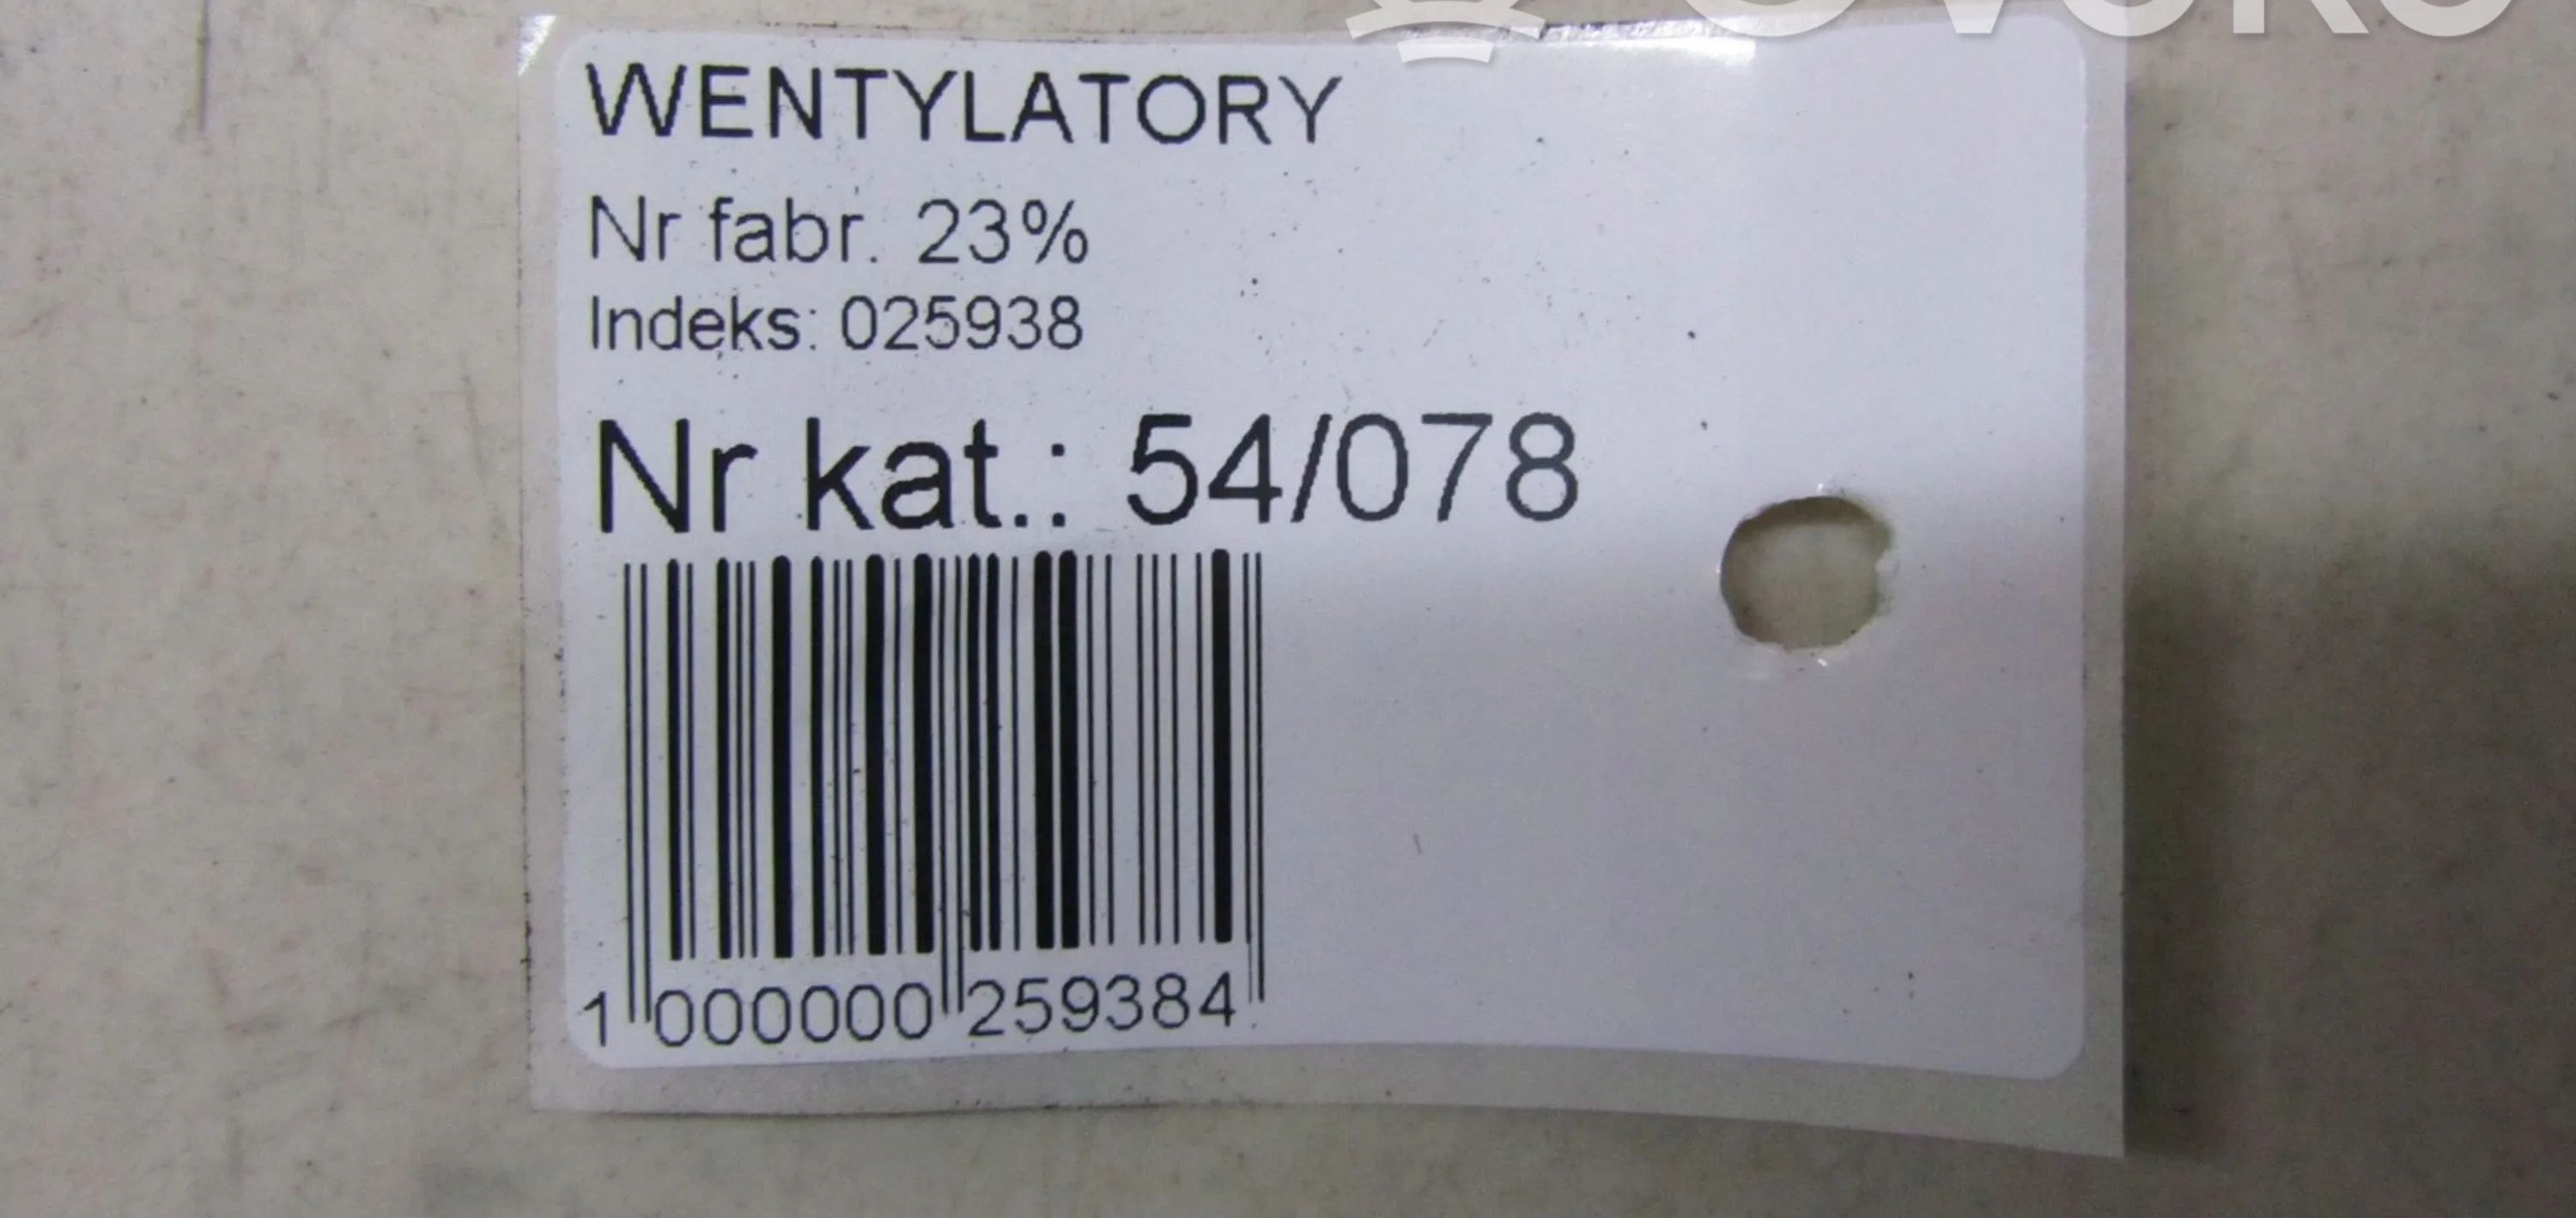 WENTYLATORY
Nr fabr. 23%
Indeks: 025938
Nr kat.: 54/078
1 000000 259384